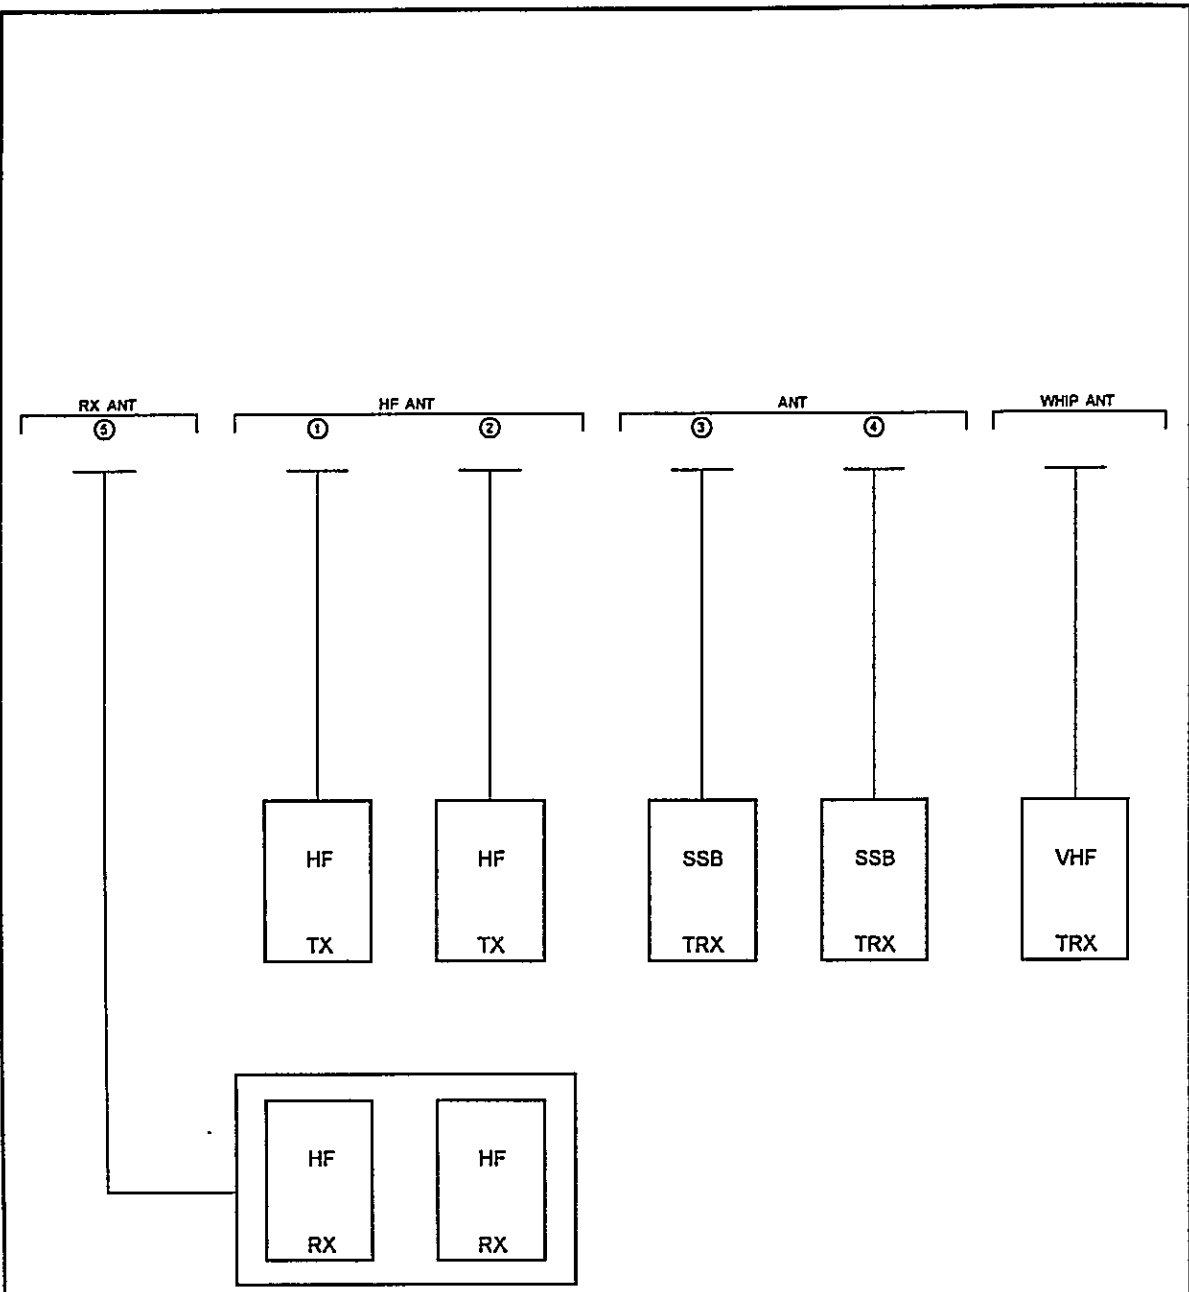 RX ANT
HF ANT
ANT
WHIP ANT
5
1
2
3
4
HF
HF
SSB
SSB
VHF
TX
TX
TRX
TRX
TRX
HF
HF
RX
RX